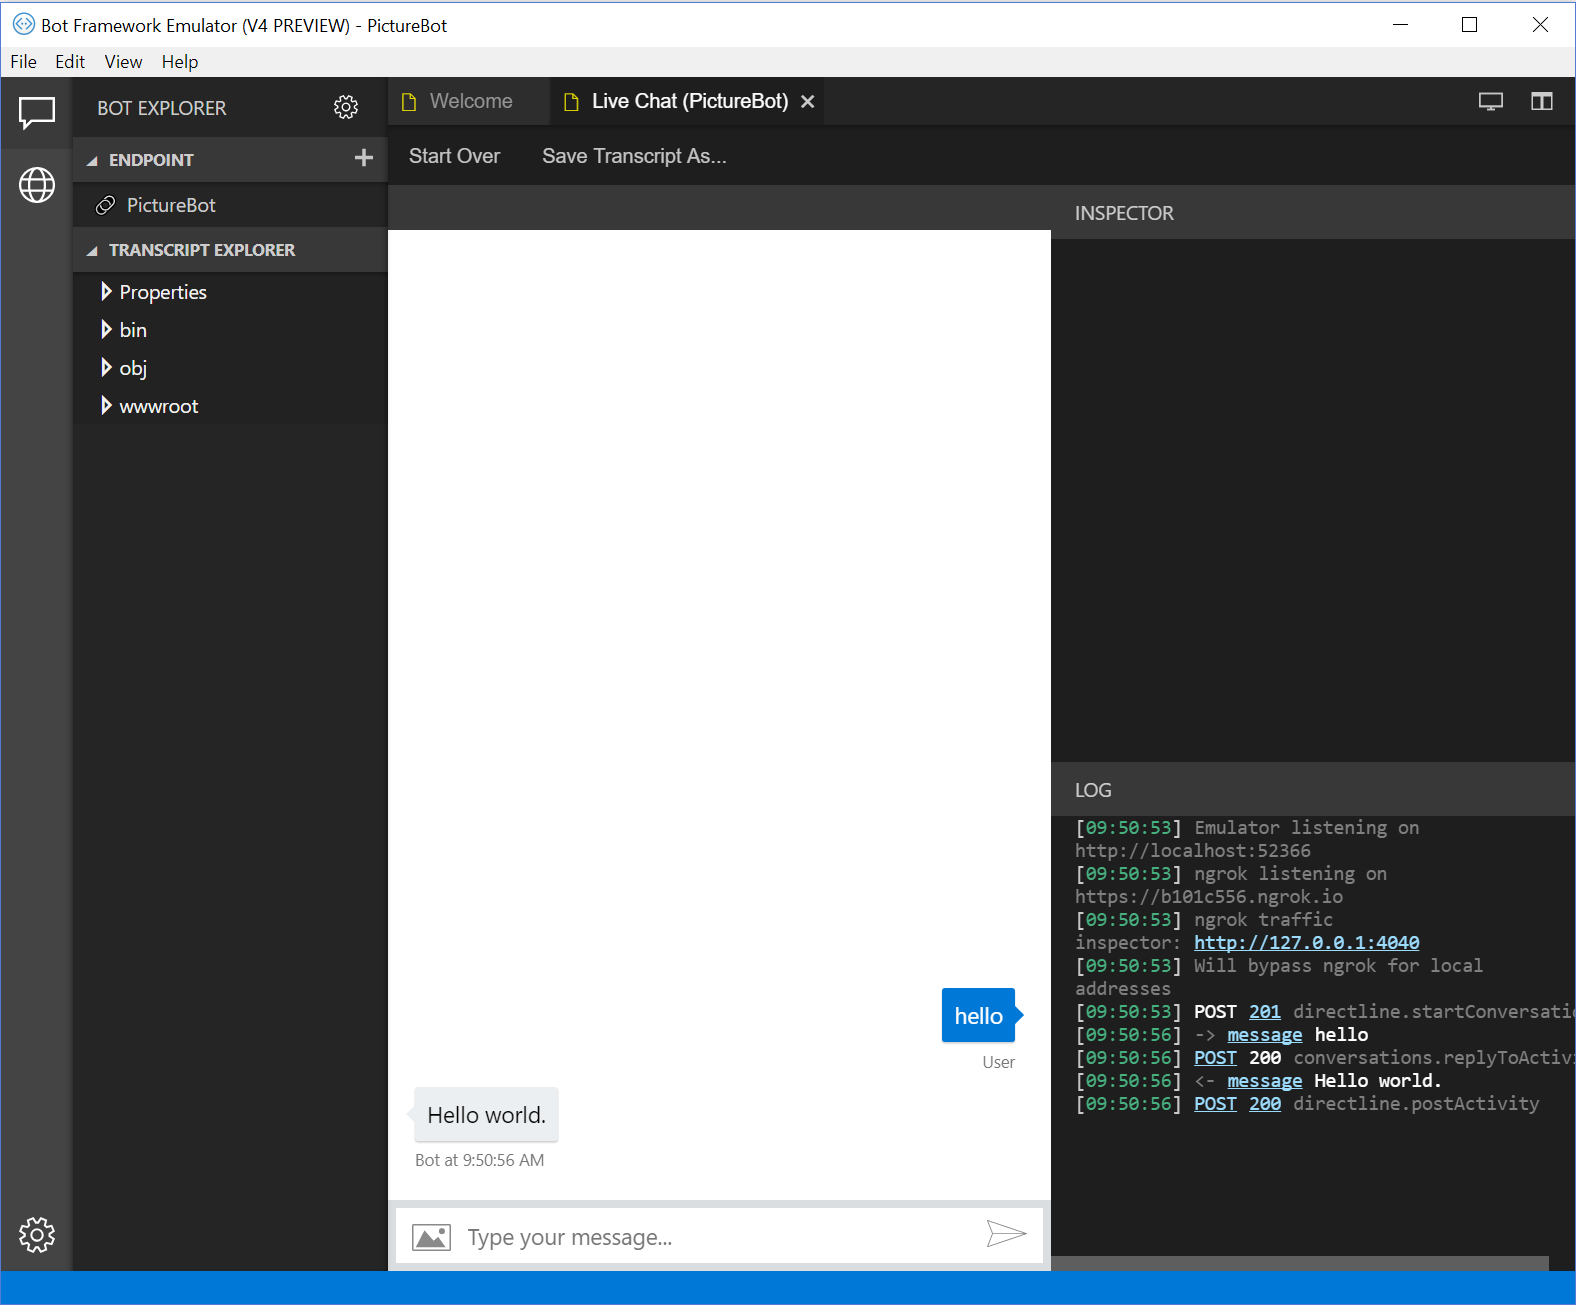 Bot Framework Emulator (V4 PREVIEW) - PictureBot
File Edit View Help
BOT EXPLORER
ENDPOINT
PictureBot
TRANSCRIPT EXPLORER
Properties
bin
obj
wwwroot
Welcome
Live Chat (PictureBot)
Start Over
Save Transcript As...
hello
User
Hello world.
Bot at 9:50:56 AM
Type your message...
INSPECTOR
LOG
[09:50:53] Emulator listening on
http://localhost:52366
[09:50:53] ngrok listening on
https://b101c556.ngrok.io
[09:50:53] ngrok traffic
inspector: http://127.0.0.1:4040
[09:50:53] Will bypass ngrok for local
addresses
[09:50:53] POST 201 directline.startConversatio
[09:50:56] -> message hello
[09:50:56] POST 200 conversations.replyToActivi
[09:50:56] <- message Hello world.
[09:50:56] POST 200 directline.postActivity